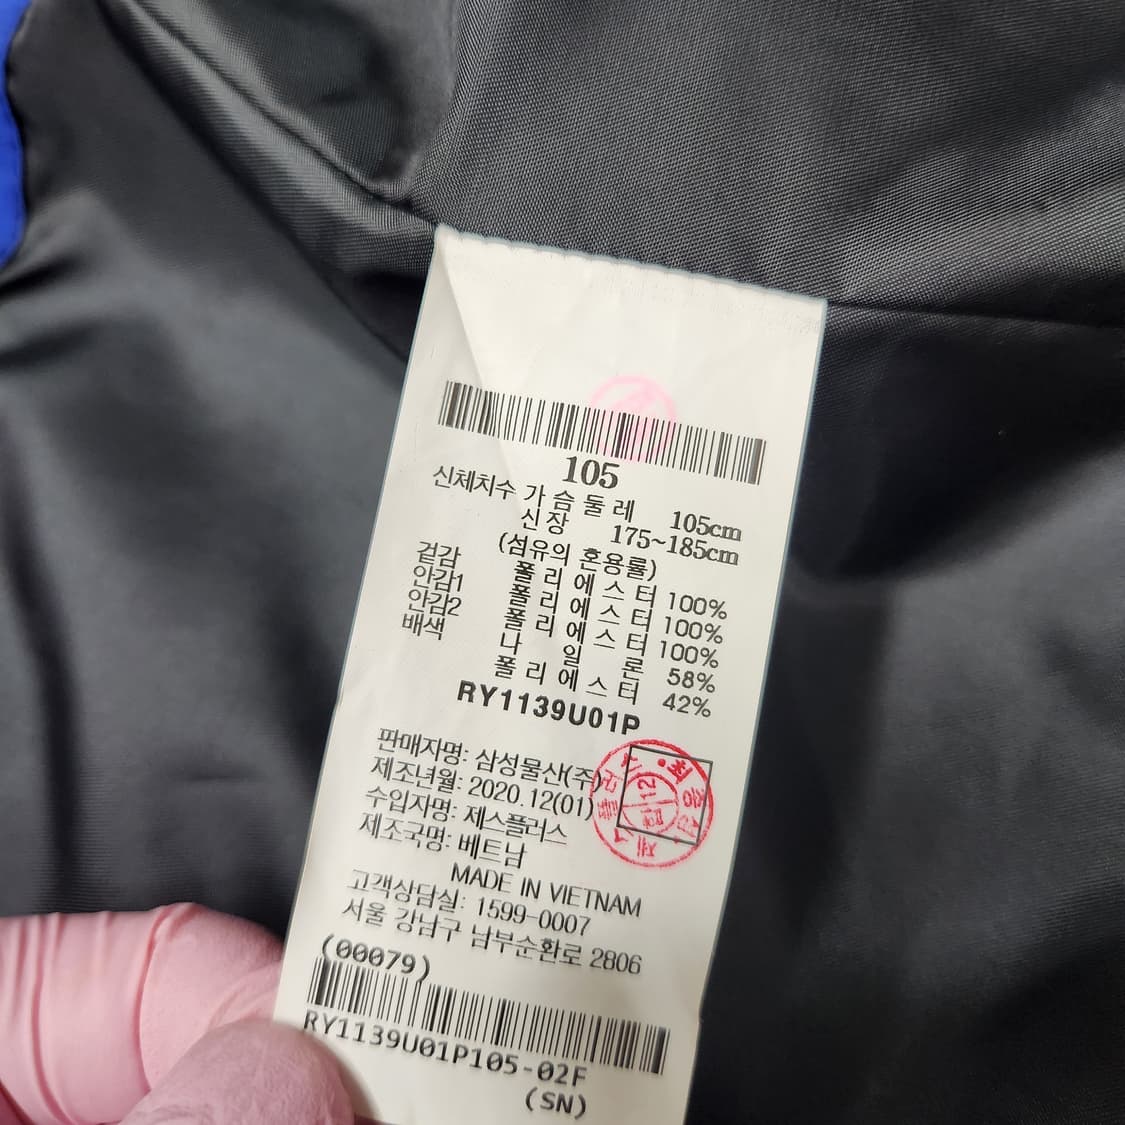 105
신체치수 가슴둘레 105cm
신장 175~185cm
(섬유의 혼용률)
겉감 폴리에스터 100%
안감1 폴리에스터 100%
안감2 폴리에스터 100%
배색 나일론 58%
폴리에스터 42%
RY1139U01P
판매자명: 삼성물산(주)
제조년월: 2020.12(01)
수입자명: 제스플러스
제조국명: 베트남
MADE IN VIETNAM
고객상담실: 1599-0007
서울 강남구 남부순환로 2806
(00079)
RY1139U01P105-02F
(SN)